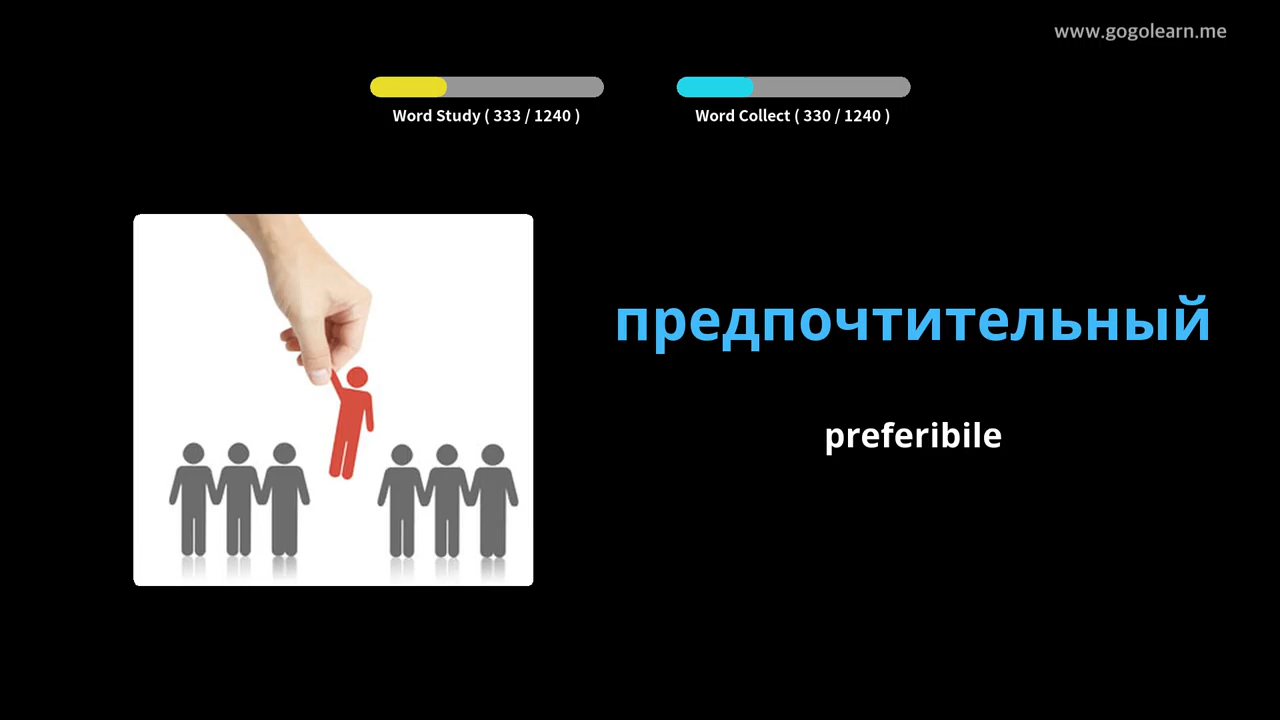 www.gogolearn.me
Word Study ( 333 / 1240 )
Word Collect ( 330 / 1240 )
предпочтительный
preferibile